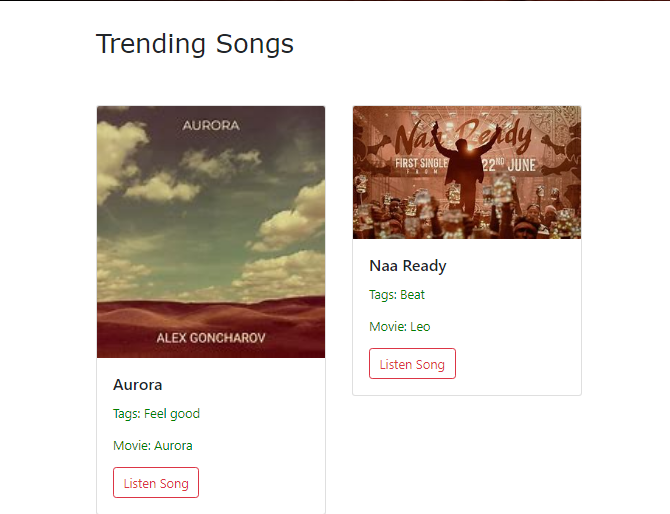 Trending Songs
AURORA
ALEX GONCHAROV
Aurora
Tags: Feel good
Movie: Aurora
Listen Song
Naa Ready
FIRST SINGLE
FROM
22ND JUNE
Naa Ready
Tags: Beat
Movie: Leo
Listen Song